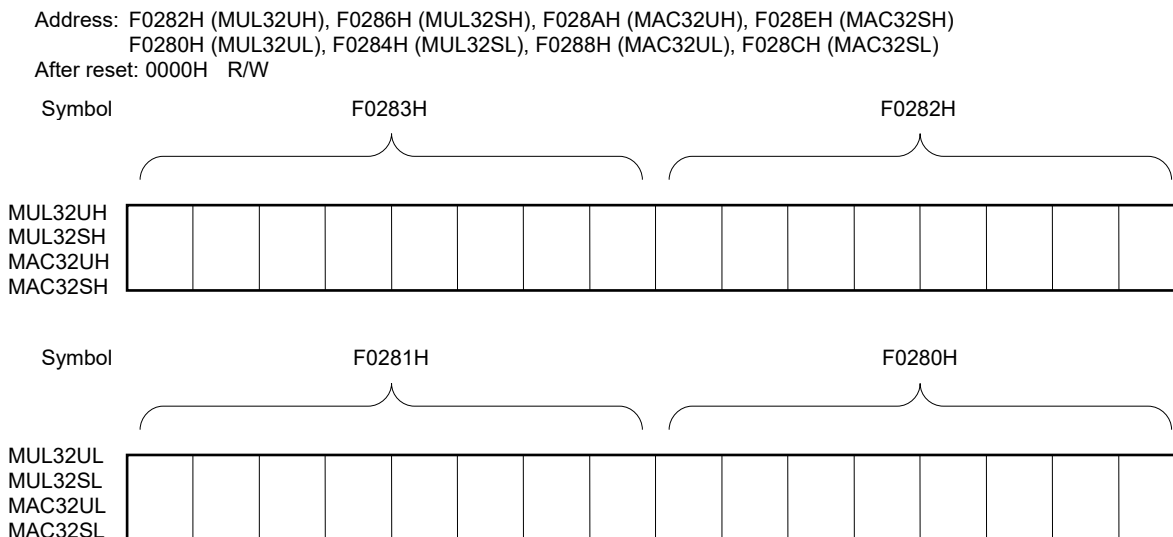 Address: F0282H (MUL32UH), F0286H (MUL32SH), F028AH (MAC32UH), F028EH (MAC32SH)
F0280H (MUL32UL), F0284H (MUL32SL), F0288H (MAC32UL), F028CH (MAC32SL)
After reset: 0000H R/W
Symbol F0283H F0282H
MUL32UH
MUL32SH
MAC32UH
MAC32SH
Symbol F0281H F0280H
MUL32UL
MUL32SL
MAC32UL
MAC32SL